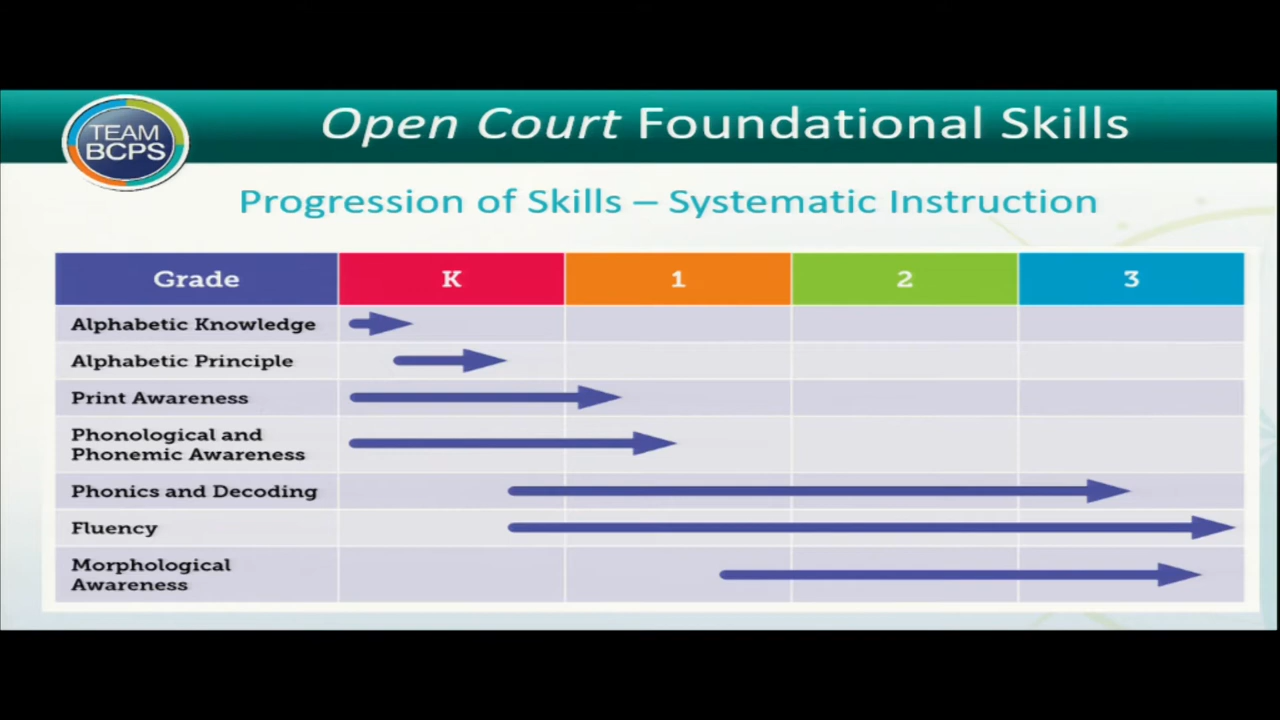 TEAM
BCPS
Open Court Foundational Skills
Progression of Skills – Systematic Instruction
Grade K 1 2 3
Alphabetic Knowledge
Alphabetic Principle
Print Awareness
Phonological and
Phonemic Awareness
Phonics and Decoding
Fluency
Morphological
Awareness